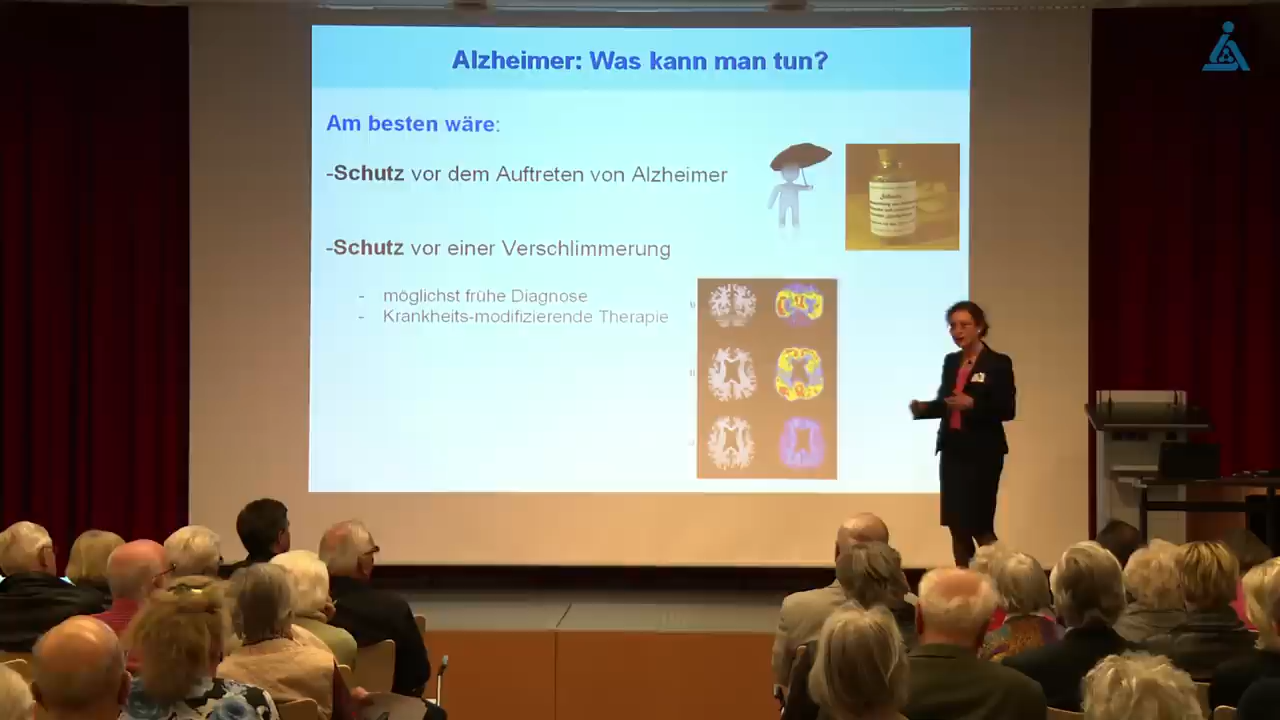 Alzheimer: Was kann man tun?
Am besten wäre:
-Schutz vor dem Auftreten von Alzheimer
-Schutz vor einer Verschlimmerung
- möglichst frühe Diagnose
- Krankheits-modifizierende Therapie